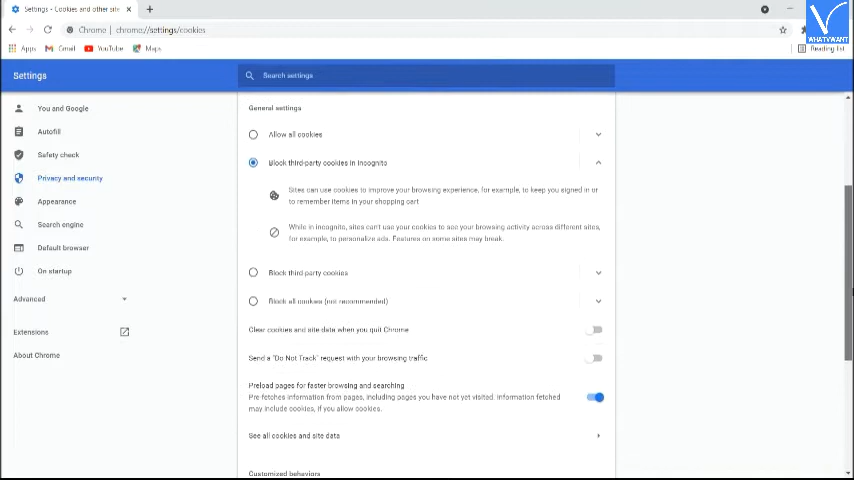 Settings - Cookies and other site
WHATVWANT
Chrome | chrome://settings/cookies
Apps
Gmail
YouTube
Maps
Reading list
Settings
Search settings
You and Google
Autofill
Safety check
Privacy and security
Appearance
Search engine
Default browser
On startup
Advanced
Extensions
About Chrome
General settings
Allow all cookies
Block third-party cookies in Incognito
Sites can use cookies to improve your browsing experience, for example, to keep you signed in or
to remember items in your shopping cart
While in incognito, sites can't use your cookies to see your browsing activity across different sites,
for example, to personalize ads. Features on some sites may break.
Block third-party cookies
Block all cookies (not recommended)
Clear cookies and site data when you quit Chrome
Send a "Do Not Track" request with your browsing traffic
Preload pages for faster browsing and searching
Pre-fetches information from pages, including pages you have not yet visited. Information fetched
may include cookies, if you allow cookies.
See all cookies and site data
Customized behaviors